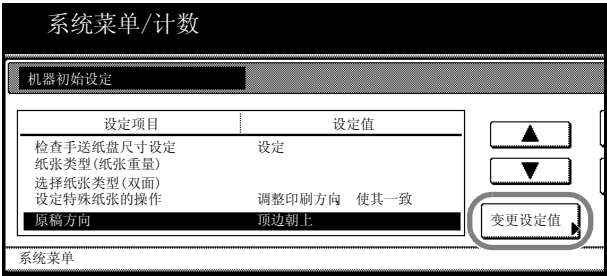 系统菜单/计数
机器初始设定
设定项目 设定值
检查手送纸盘尺寸设定 设定
纸张类型(纸张重量)
选择纸张类型(双面)
设定特殊纸张的操作 调整印刷方向 使其一致
原稿方向 顶边朝上
变更设定值
系统菜单